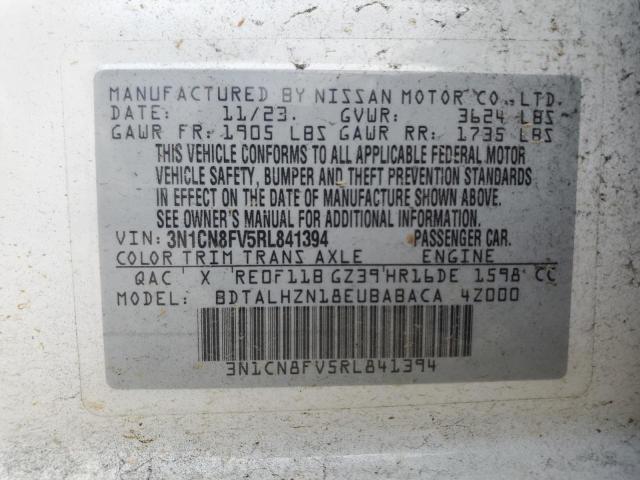 MANUFACTURED BY NISSAN MOTOR CO., LTD.
DATE: 11/23. GVWR: 3624 LBS
GAWR FR: 1905 LBS GAWR RR: 1735 LBS
THIS VEHICLE CONFORMS TO ALL APPLICABLE FEDERAL MOTOR
VEHICLE SAFETY, BUMPER AND THEFT PREVENTION STANDARDS
IN EFFECT ON THE DATE OF MANUFACTURE SHOWN ABOVE.
SEE OWNER'S MANUAL FOR ADDITIONAL INFORMATION.
VIN: 3N1CN8FV5RL841394 PASSENGER CAR.
COLOR TRIM TRANS AXLE ENGINE
QAC X RE0F11B GZ39 HR16DE 1598 CC
MODEL: BDTALHZN18EUBABACA 4Z000
3N1CN8FV5RL841394